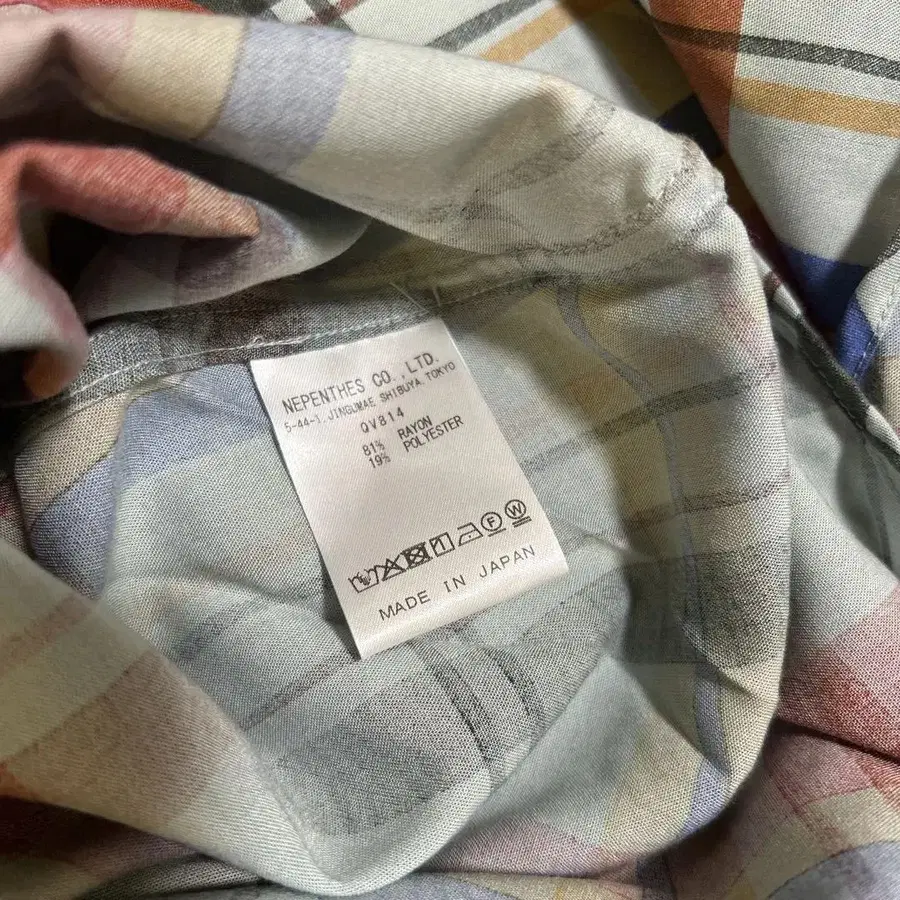 NEPENTHES CO.,LTD.
5-44-1,JINGUMAE,SHIBUYA,TOKYO
QV814
81% RAYON
19% POLYESTER
F W
MADE IN JAPAN